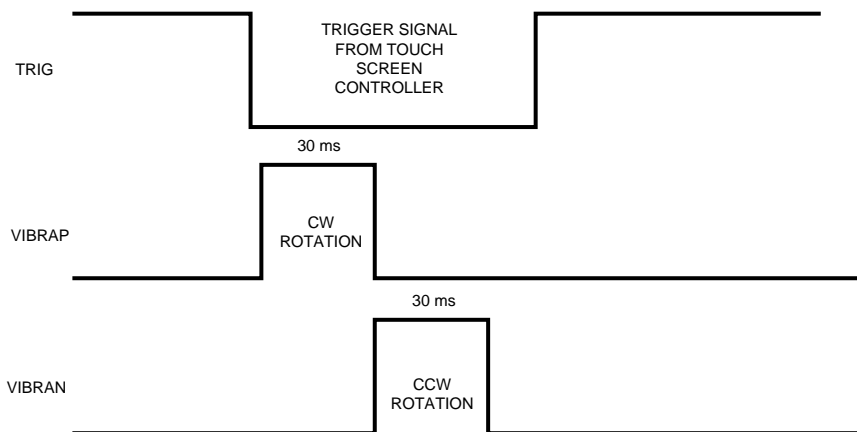 TRIG
TRIGGER SIGNAL
FROM TOUCH
SCREEN
CONTROLLER
30 ms
VIBRAP
CW
ROTATION
30 ms
VIBRAN
CCW
ROTATION